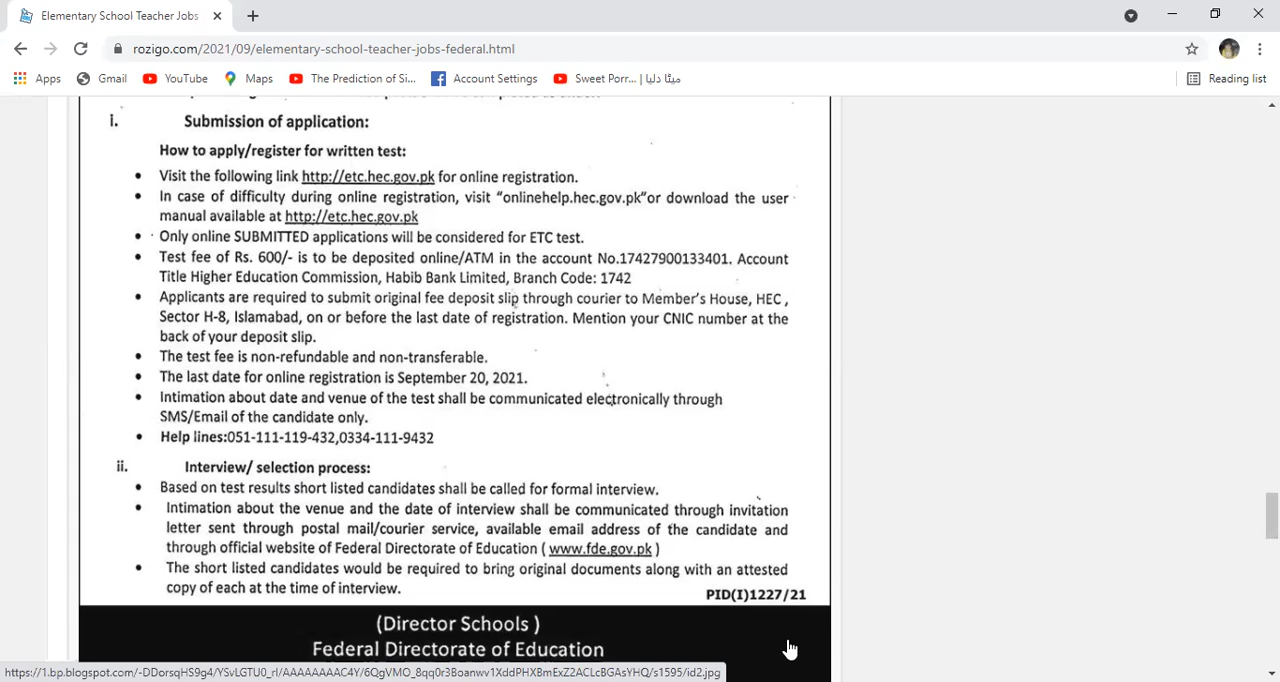 Elementary School Teacher Jobs
rozigo.com/2021/09/elementary-school-teacher-jobs-federal.html
Apps Gmail YouTube Maps The Prediction of Si... Account Settings Sweet Porr... | میٹا دلیا Reading list
i. Submission of application:
How to apply/register for written test:
• Visit the following link http://etc.hec.gov.pk for online registration.
• In case of difficulty during online registration, visit "onlinehelp.hec.gov.pk"or download the user
manual available at http://etc.hec.gov.pk
• Only online SUBMITTED applications will be considered for ETC test.
• Test fee of Rs. 600/- is to be deposited online/ATM in the account No.17427900133401. Account
Title Higher Education Commission, Habib Bank Limited, Branch Code: 1742
• Applicants are required to submit original fee deposit slip through courier to Member's House, HEC ,
Sector H-8, Islamabad, on or before the last date of registration. Mention your CNIC number at the
back of your deposit slip.
• The test fee is non-refundable and non-transferable.
• The last date for online registration is September 20, 2021.
• Intimation about date and venue of the test shall be communicated electronically through
SMS/Email of the candidate only.
• Help lines:051-111-119-432,0334-111-9432
ii. Interview/ selection process:
• Based on test results short listed candidates shall be called for formal interview.
• Intimation about the venue and the date of interview shall be communicated through invitation
letter sent through postal mail/courier service, available email address of the candidate and
through official website of Federal Directorate of Education ( www.fde.gov.pk )
• The short listed candidates would be required to bring original documents along with an attested
copy of each at the time of interview.
PID(I)1227/21
(Director Schools )
Federal Directorate of Education